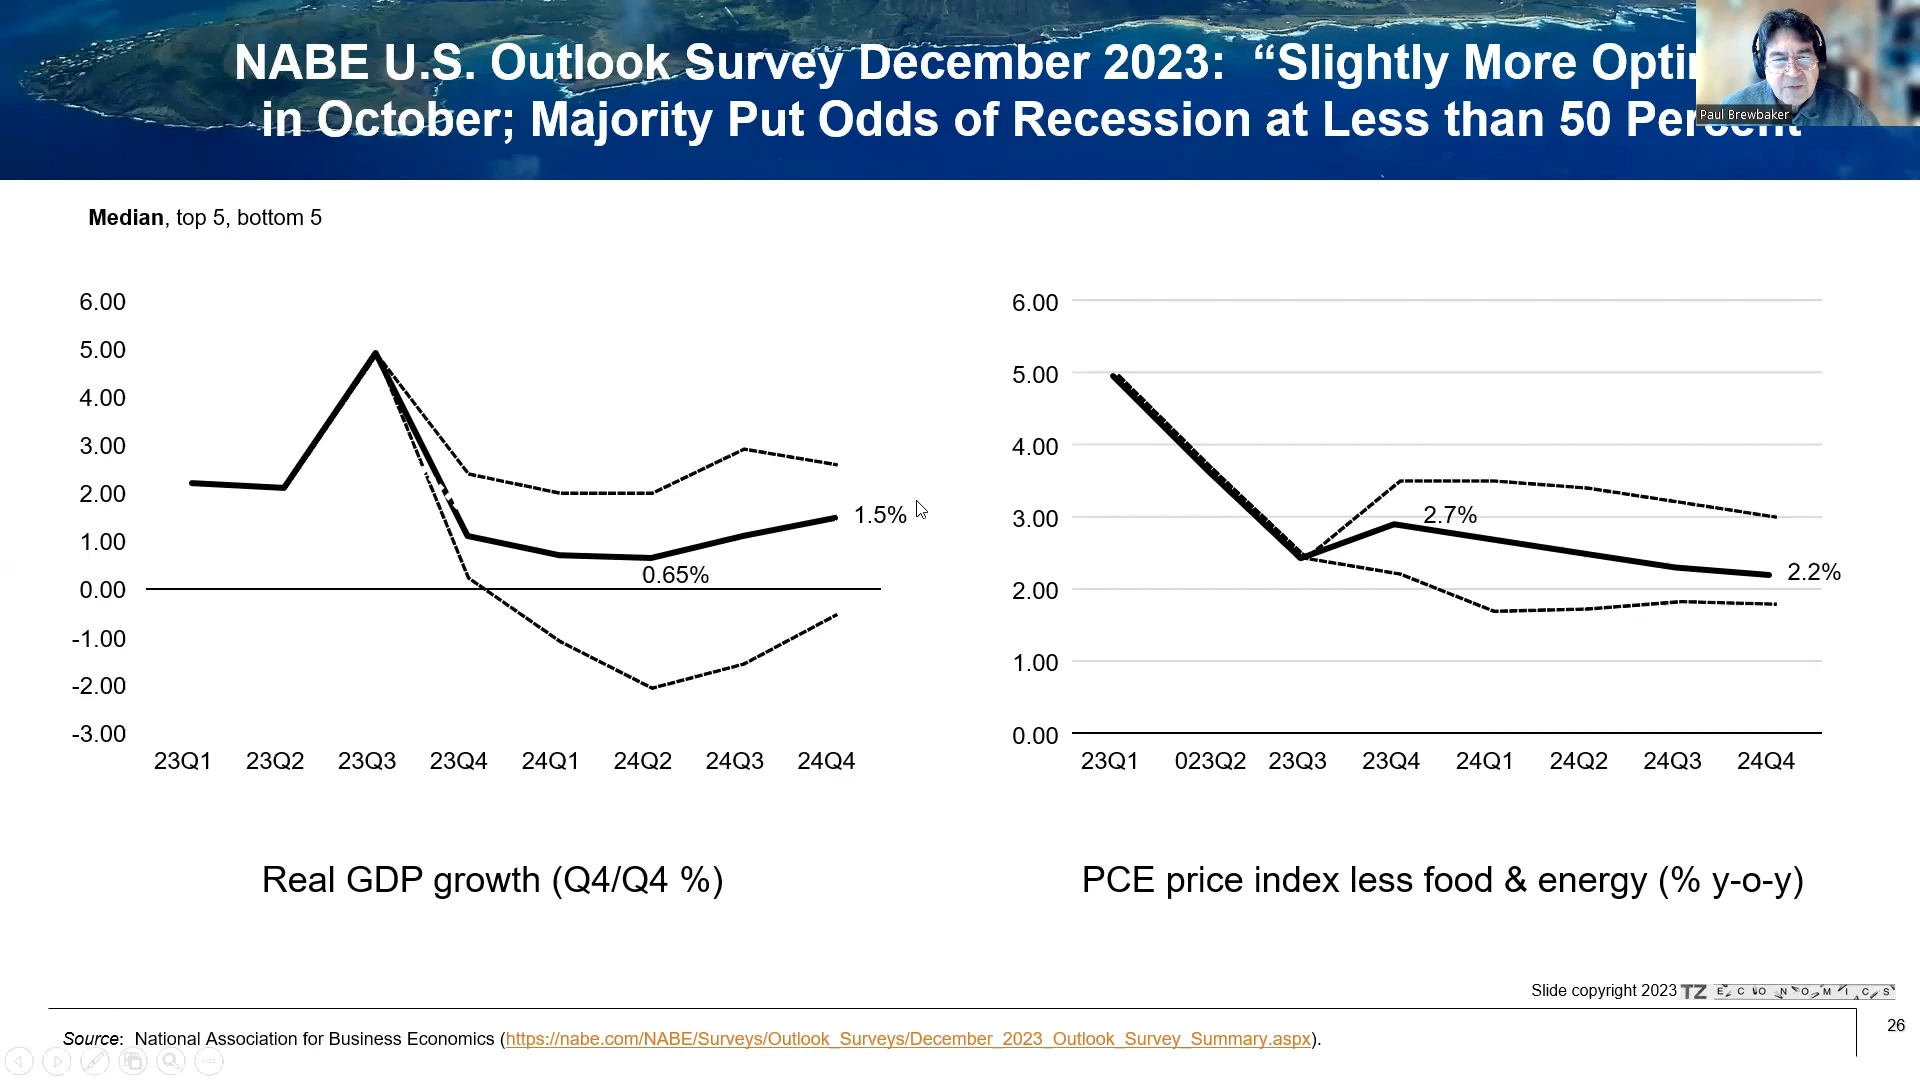 NABE U.S. Outlook Survey December 2023: “Slightly More
in October; Majority Put Odds of Recession at Less than 50 Percent
Paul Brewbaker
Median, top 5, bottom 5
6.00
5.00
4.00
3.00
2.00
1.00
0.00
-1.00
-2.00
-3.00
1.5%
0.65%
23Q1 23Q2 23Q3 23Q4 24Q1 24Q2 24Q3 24Q4
Real GDP growth (Q4/Q4 %)
6.00
5.00
4.00
3.00
2.00
1.00
0.00
2.7%
2.2%
23Q1 023Q2 23Q3 23Q4 24Q1 24Q2 24Q3 24Q4
PCE price index less food & energy (% y-o-y)
Slide copyright 2023 TZ ECONOMICS
26
Source: National Association for Business Economics (https://nabe.com/NABE/Surveys/Outlook_Surveys/December_2023_Outlook_Survey_Summary.aspx).